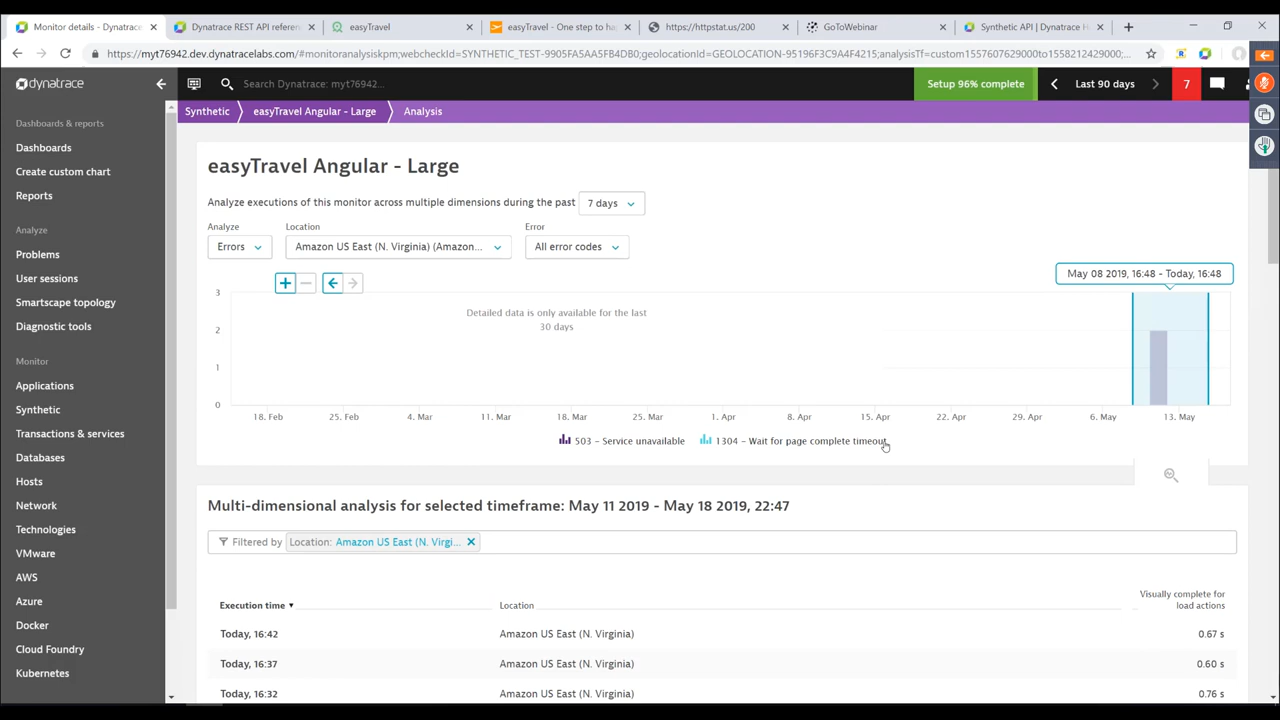 Monitor details - Dynatrace
Dynatrace REST API referen
easyTravel
easyTravel - One step to hap
https://httpstat.us/200
GoToWebinar
Synthetic API | Dynatrace H
https://myt76942.dev.dynatracelabs.com/#monitoranalysiskpm;webcheckId=SYNTHETIC_TEST-9905FA5AA5FB4DB0;geolocationId=GEOLOCATION-95196F3C9A4F4215;analysisTf=custom1557607629000to1558212429000;...
dynatrace
Search Dynatrace: myt76942...
Setup 96% complete
Last 90 days
7
Dashboards & reports
Dashboards
Create custom chart
Reports
Analyze
Problems
User sessions
Smartscape topology
Diagnostic tools
Monitor
Applications
Synthetic
Transactions & services
Databases
Hosts
Network
Technologies
VMware
AWS
Azure
Docker
Cloud Foundry
Kubernetes
Synthetic
easyTravel Angular - Large
Analysis
easyTravel Angular - Large
Analyze executions of this monitor across multiple dimensions during the past 7 days
Analyze
Location
Error
Errors
Amazon US East (N. Virginia) (Amazon...
All error codes
May 08 2019, 16:48 - Today, 16:48
Detailed data is only available for the last
30 days
3
2
1
0
18. Feb
25. Feb
4. Mar
11. Mar
18. Mar
25. Mar
1. Apr
8. Apr
15. Apr
22. Apr
29. Apr
6. May
13. May
503 - Service unavailable
1304 - Wait for page complete timeout
Multi-dimensional analysis for selected timeframe: May 11 2019 - May 18 2019, 22:47
Filtered by Location: Amazon US East (N. Virgi...
Execution time
Location
Visually complete for
load actions
Today, 16:42
Amazon US East (N. Virginia)
0.67 s
Today, 16:37
Amazon US East (N. Virginia)
0.60 s
Today, 16:32
Amazon US East (N. Virginia)
0.76 s